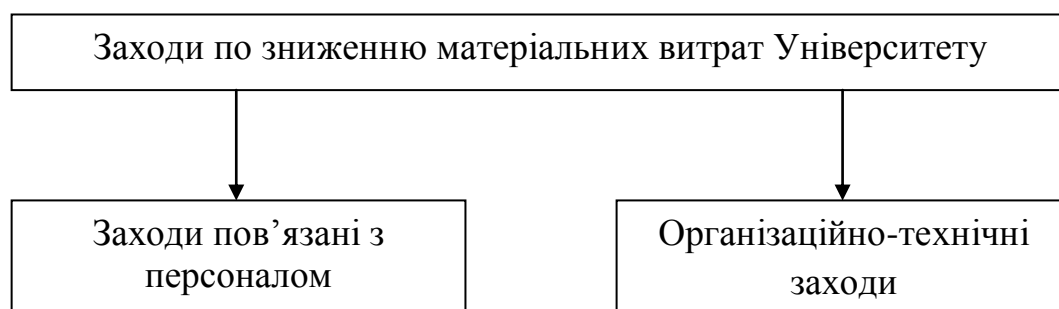 Заходи по зниженню матеріальних витрат Університету
Заходи пов’язані з
персоналом
Організаційно-технічні
заходи